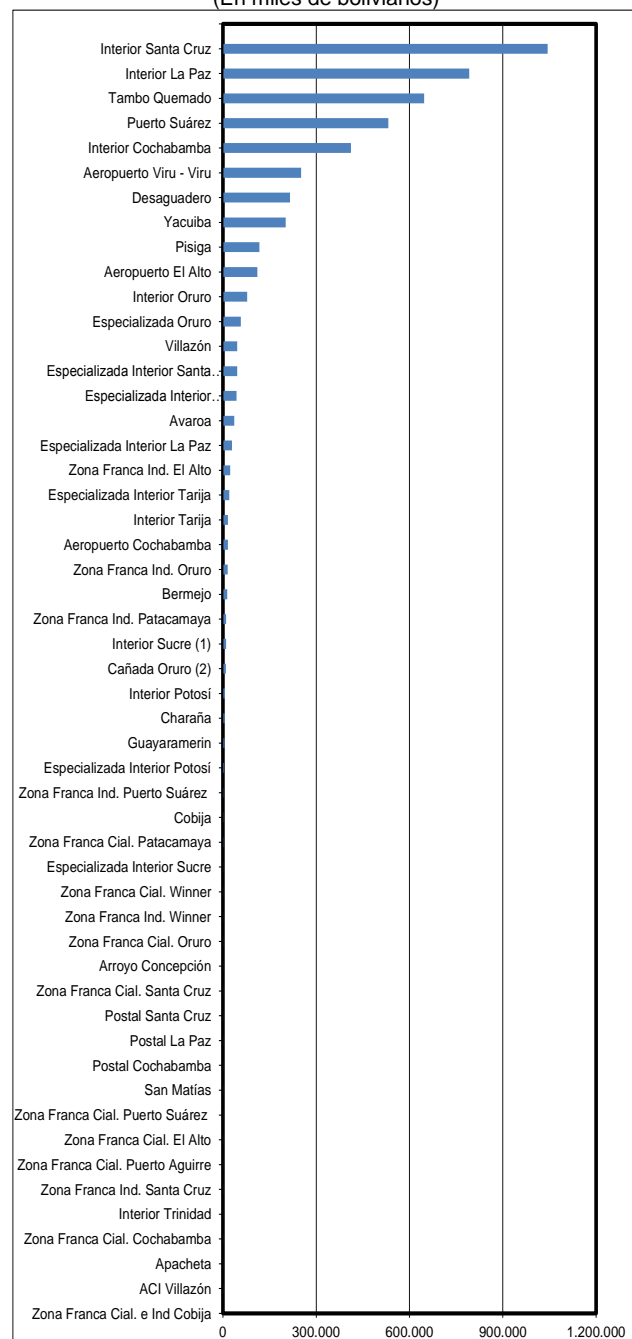 (En miles de bolivianos)
Interior Santa Cruz
Interior La Paz
Tambo Quemado
Puerto Suárez
Interior Cochabamba
Aeropuerto Viru - Viru
Desaguadero
Yacuiba
Pisiga
Aeropuerto El Alto
Interior Oruro
Especializada Oruro
Villazón
Especializada Interior Santa..
Especializada Interior..
Avaroa
Especializada Interior La Paz
Zona Franca Ind. El Alto
Especializada Interior Tarija
Interior Tarija
Aeropuerto Cochabamba
Zona Franca Ind. Oruro
Bermejo
Zona Franca Ind. Patacamaya
Interior Sucre (1)
Cañada Oruro (2)
Interior Potosí
Charaña
Guayaramerin
Especializada Interior Potosí
Zona Franca Ind. Puerto Suárez
Cobija
Zona Franca Cial. Patacamaya
Especializada Interior Sucre
Zona Franca Cial. Winner
Zona Franca Ind. Winner
Zona Franca Cial. Oruro
Arroyo Concepción
Zona Franca Cial. Santa Cruz
Postal Santa Cruz
Postal La Paz
Postal Cochabamba
San Matías
Zona Franca Cial. Puerto Suárez
Zona Franca Cial. El Alto
Zona Franca Cial. Puerto Aguirre
Zona Franca Ind. Santa Cruz
Interior Trinidad
Zona Franca Cial. Cochabamba
Apacheta
ACI Villazón
Zona Franca Cial. e Ind Cobija
0 300.000 600.000 900.000 1.200.000